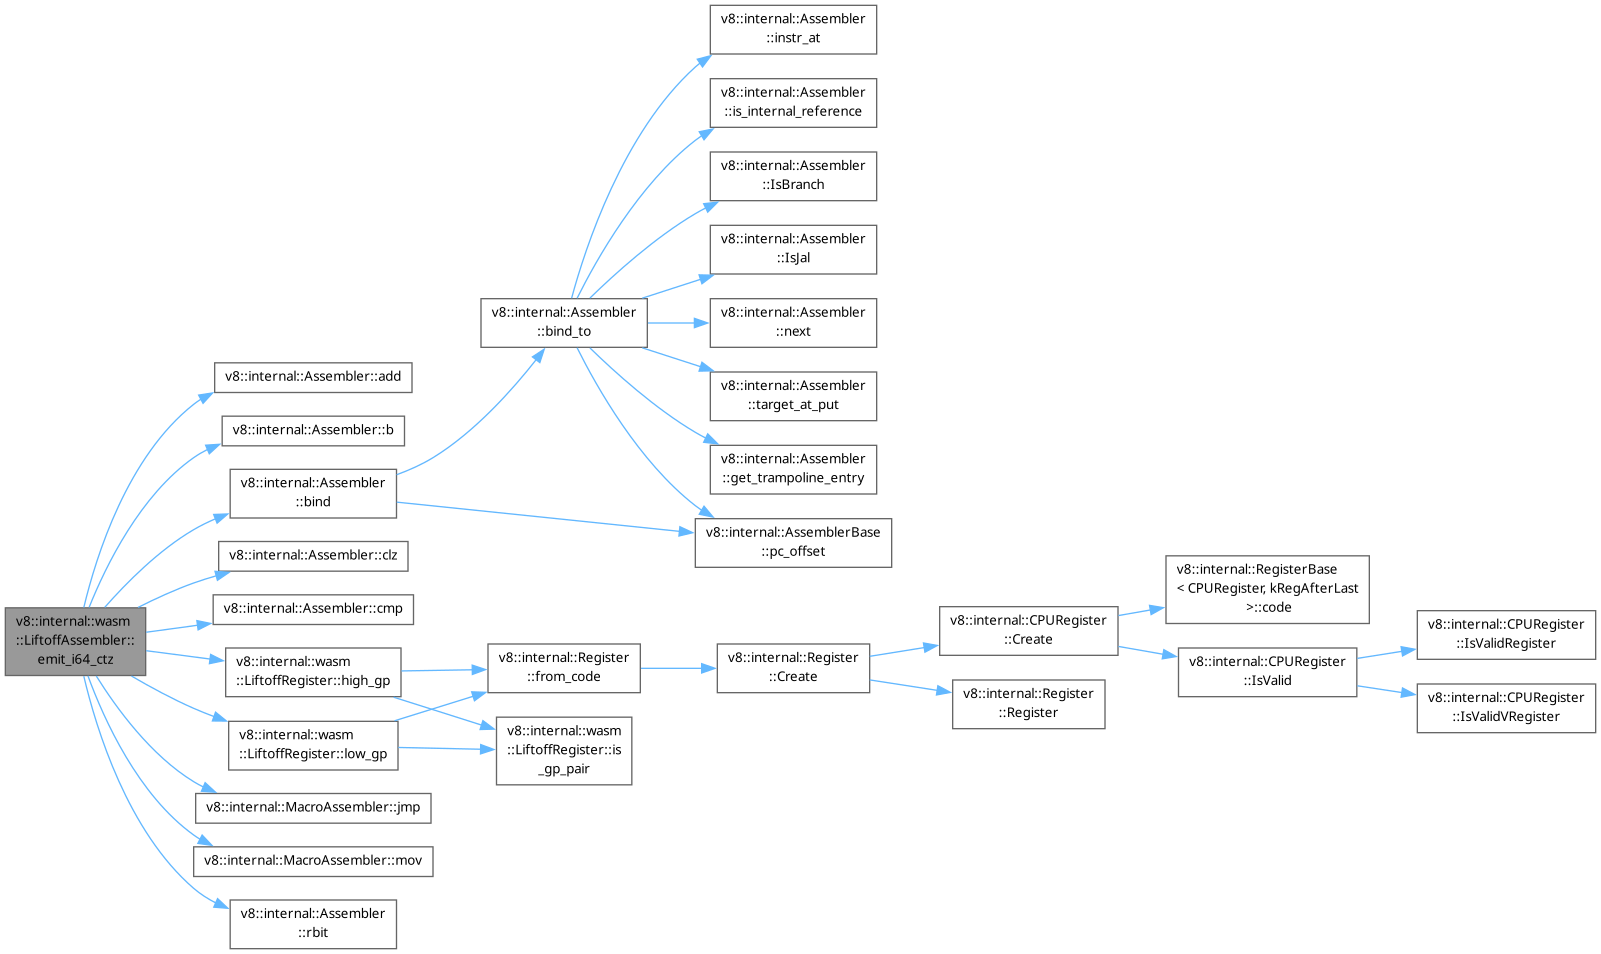 v8::internal::wasm
::LiftoffAssembler::
emit_i64_ctz
v8::internal::Assembler::add
v8::internal::Assembler::b
v8::internal::Assembler
::bind
v8::internal::Assembler::clz
v8::internal::Assembler::cmp
v8::internal::wasm
::LiftoffRegister::high_gp
v8::internal::wasm
::LiftoffRegister::low_gp
v8::internal::MacroAssembler::jmp
v8::internal::MacroAssembler::mov
v8::internal::Assembler
::rbit
v8::internal::Assembler
::bind_to
v8::internal::Register
::from_code
v8::internal::wasm
::LiftoffRegister::is
_gp_pair
v8::internal::Assembler
::instr_at
v8::internal::Assembler
::is_internal_reference
v8::internal::Assembler
::IsBranch
v8::internal::Assembler
::IsJal
v8::internal::Assembler
::next
v8::internal::Assembler
::target_at_put
v8::internal::Assembler
::get_trampoline_entry
v8::internal::AssemblerBase
::pc_offset
v8::internal::Register
::Create
v8::internal::CPURegister
::Create
v8::internal::Register
::Register
v8::internal::RegisterBase
< CPURegister, kRegAfterLast
>::code
v8::internal::CPURegister
::IsValid
v8::internal::CPURegister
::IsValidRegister
v8::internal::CPURegister
::IsValidVRegister